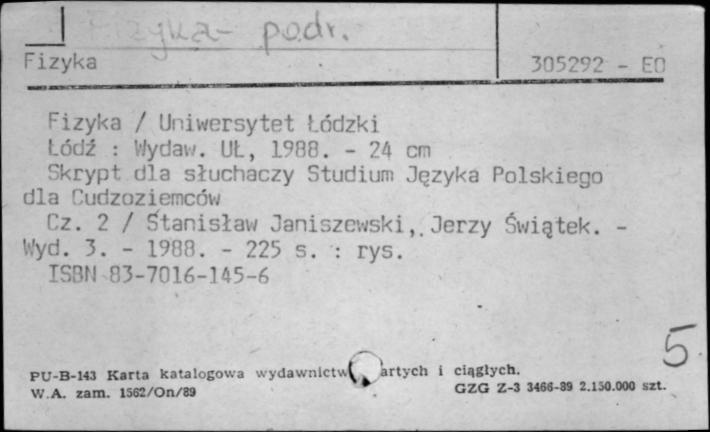 Fizyka - podr.
Fizyka 305292 - EO
Fizyka / Uniwersytet Łódzki
Łódź : Wydaw. UŁ, 1988. - 24 cm
Skrypt dla słuchaczy Studium Języka Polskiego
dla Cudzoziemców
Cz. 2 / Stanisław Janiszewski, Jerzy Świątek. -
Wyd. 3. - 1988. - 225 s. : rys.
ISBN 83-7016-145-6
5
PU-B-143 Karta katalogowa wydawnictw artych i ciągłych.
W.A. zam. 1562/On/89 GZG Z-3 3466-89 2.150.000 szt.